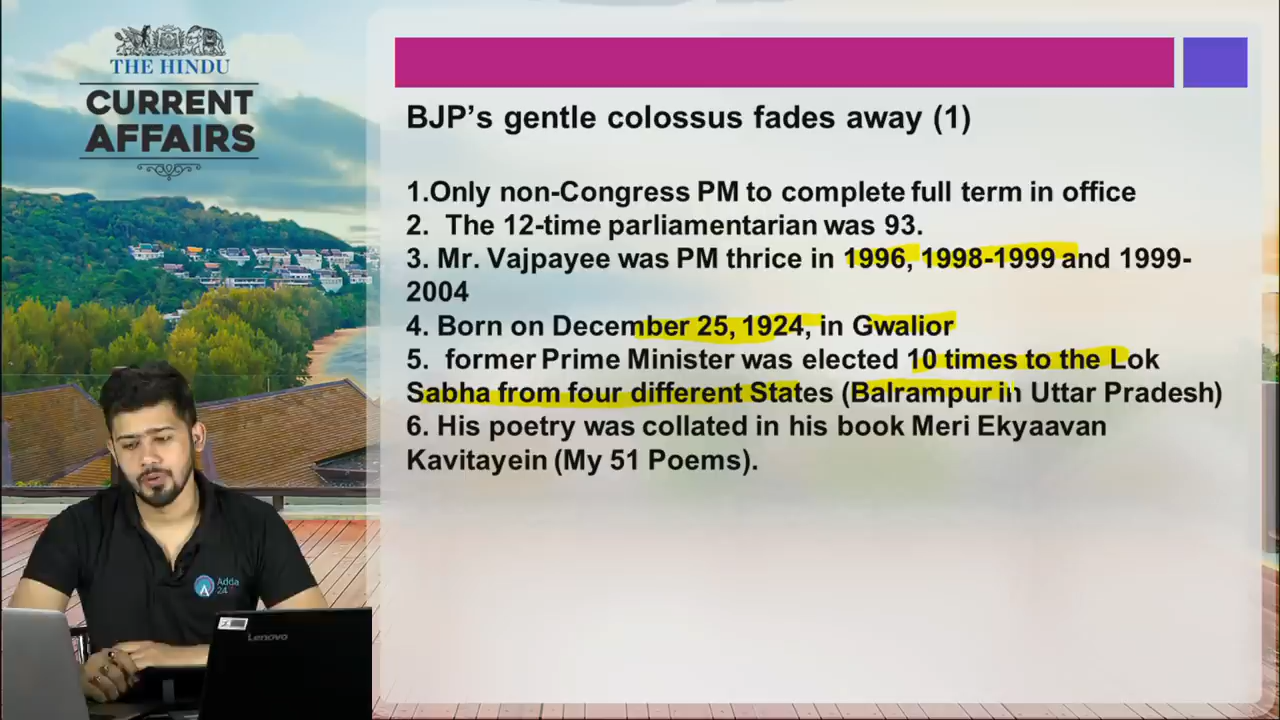 THE HINDU
CURRENT
AFFAIRS
BJP's gentle colossus fades away (1)
1.Only non-Congress PM to complete full term in office
2. The 12-time parliamentarian was 93.
3. Mr. Vajpayee was PM thrice in 1996, 1998-1999 and 1999-
2004
4. Born on December 25, 1924, in Gwalior
5. former Prime Minister was elected 10 times to the Lok
Sabha from four different States (Balrampur in Uttar Pradesh)
6. His poetry was collated in his book Meri Ekyaavan
Kavitayein (My 51 Poems).
Adda
24
Lenovo